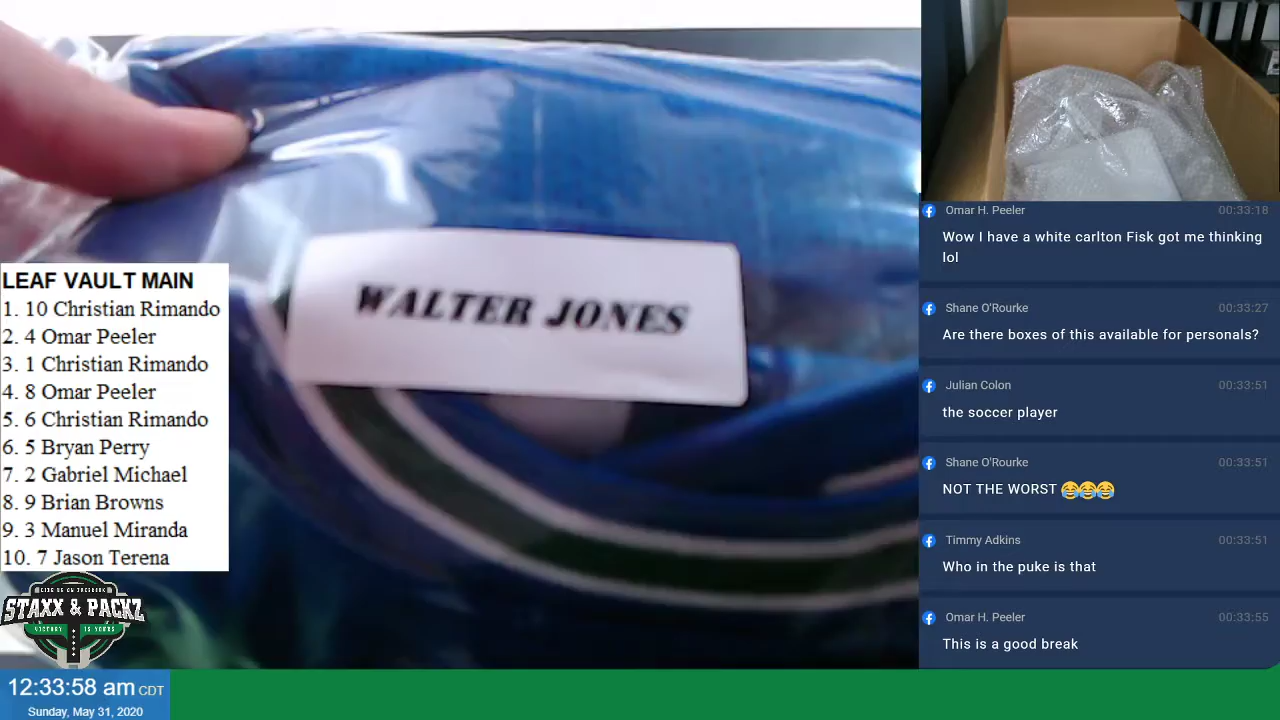 WALTER JONES
LEAF VAULT MAIN
1. 10 Christian Rimando
2. 4 Omar Peeler
3. 1 Christian Rimando
4. 8 Omar Peeler
5. 6 Christian Rimando
6. 5 Bryan Perry
7. 2 Gabriel Michael
8. 9 Brian Browns
9. 3 Manuel Miranda
10. 7 Jason Terena
STAXX & PACKZ
VICTORY IS YOURS
12:33:58 am CDT
Sunday, May 31, 2020
Omar H. Peeler 00:33:18
Wow I have a white carlton Fisk got me thinking
lol
Shane O'Rourke 00:33:27
Are there boxes of this available for personals?
Julian Colon 00:33:51
the soccer player
Shane O'Rourke 00:33:51
NOT THE WORST 😂😂😂
Timmy Adkins 00:33:51
Who in the puke is that
Omar H. Peeler 00:33:55
This is a good break